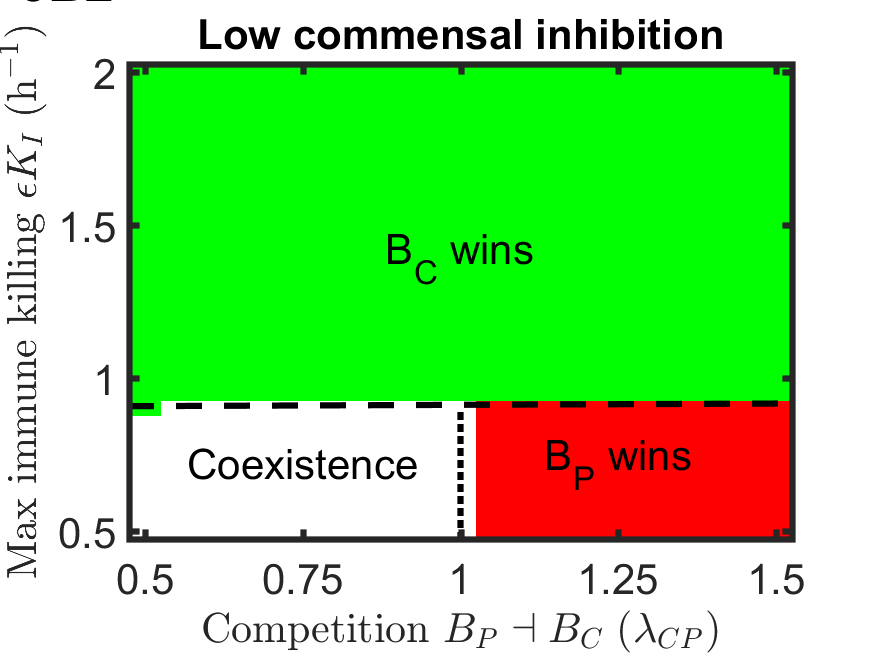 Low commensal inhibition
Max immune killing ϵK_I (h⁻¹)
2
1.5
1
0.5
B_C wins
Coexistence
B_P wins
0.5 0.75 1 1.25 1.5
Competition B_P ⊣ B_C (λ_CP)